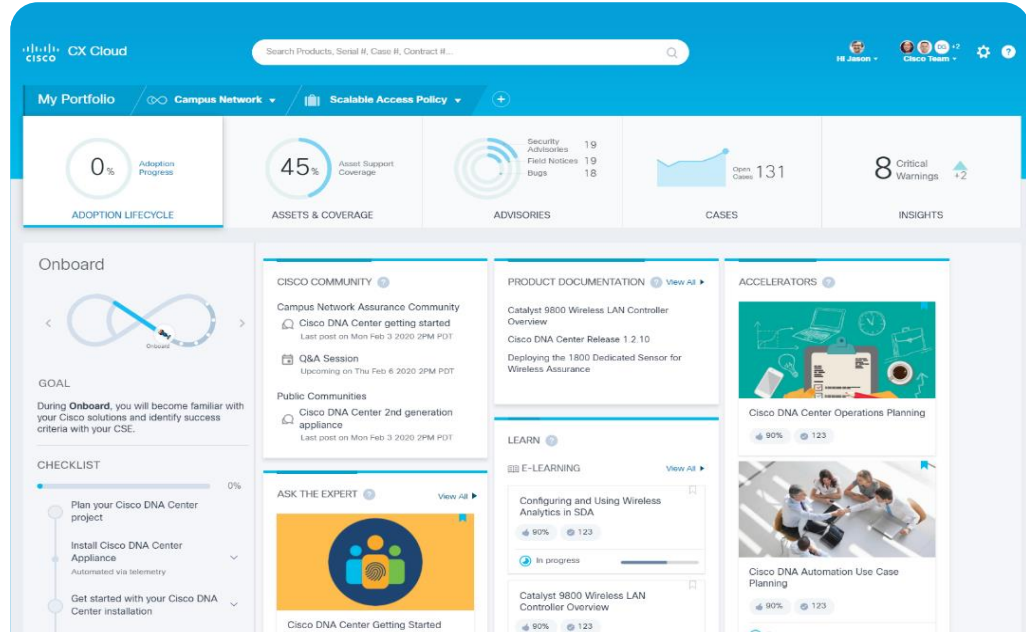 cisco
CX Cloud
Search Products, Serial #, Case #, Contract #...
Hi Jason
DG +2
Cisco Team
?
My Portfolio
Campus Network
Scalable Access Policy
+
0%
Adoption
Progress
ADOPTION LIFECYCLE
45%
Asset Support
Coverage
ASSETS & COVERAGE
Security
Advisories 19
Field Notices 19
Bugs 18
ADVISORIES
Open
Cases 131
CASES
8 Critical
Warnings +2
INSIGHTS
Onboard
Onboard
GOAL
During Onboard, you will become familiar with
your Cisco solutions and identify success
criteria with your CSE.
CHECKLIST
0%
Plan your Cisco DNA Center
project
Install Cisco DNA Center
Appliance
Automated via telemetry
Get started with your Cisco DNA
Center installation
CISCO COMMUNITY ?
Campus Network Assurance Community
Cisco DNA Center getting started
Last post on Mon Feb 3 2020 2PM PDT
Q&A Session
Upcoming on Thu Feb 6 2020 2PM PDT
Public Communities
Cisco DNA Center 2nd generation
appliance
Last post on Mon Feb 3 2020 2PM PDT
ASK THE EXPERT ? View All
Cisco DNA Center Getting Started
PRODUCT DOCUMENTATION ? View All
Catalyst 9800 Wireless LAN Controller
Overview
Cisco DNA Center Release 1.2.10
Deploying the 1800 Dedicated Sensor for
Wireless Assurance
LEARN ?
E-LEARNING View All
Configuring and Using Wireless
Analytics in SDA
90% 123
In progress
Catalyst 9800 Wireless LAN
Controller Overview
90% 123
ACCELERATORS ?
Cisco DNA Center Operations Planning
90% 123
Cisco DNA Automation Use Case
Planning
90% 123